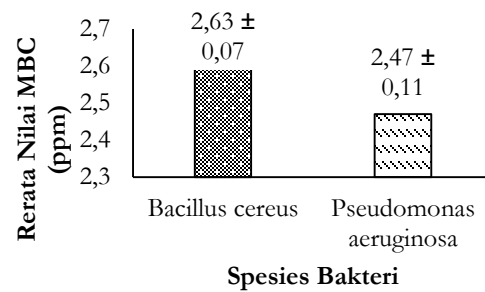 Rerata Nilai MBC
(ppm)
2,7
2,6
2,5
2,4
2,3
2,63 ±
0,07
2,47 ±
0,11
Bacillus cereus
Pseudomonas
aeruginosa
Spesies Bakteri